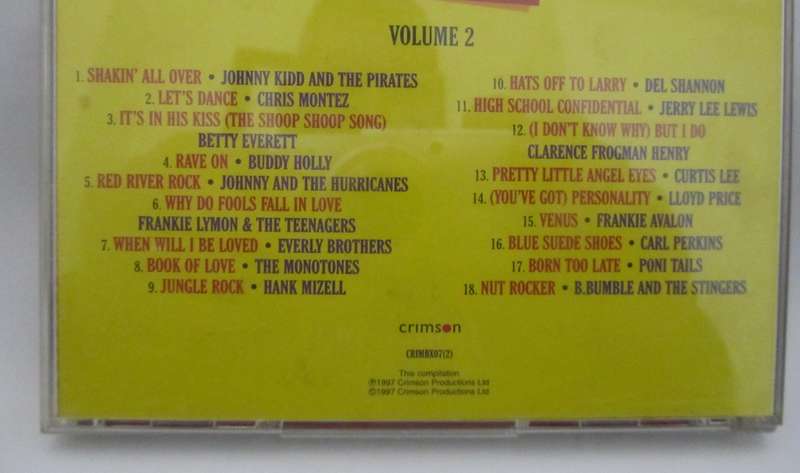 VOLUME 2
1. SHAKIN' ALL OVER • JOHNNY KIDD AND THE PIRATES
2. LET'S DANCE • CHRIS MONTEZ
3. IT'S IN HIS KISS (THE SHOOP SHOOP SONG)
BETTY EVERETT
4. RAVE ON • BUDDY HOLLY
5. RED RIVER ROCK • JOHNNY AND THE HURRICANES
6. WHY DO FOOLS FALL IN LOVE
FRANKIE LYMON & THE TEENAGERS
7. WHEN WILL I BE LOVED • EVERLY BROTHERS
8. BOOK OF LOVE • THE MONOTONES
9. JUNGLE ROCK • HANK MIZELL
10. HATS OFF TO LARRY • DEL SHANNON
11. HIGH SCHOOL CONFIDENTIAL • JERRY LEE LEWIS
12. (I DON'T KNOW WHY) BUT I DO
CLARENCE FROGMAN HENRY
13. PRETTY LITTLE ANGEL EYES • CURTIS LEE
14. (YOU'VE GOT) PERSONALITY • LLOYD PRICE
15. VENUS • FRANKIE AVALON
16. BLUE SUEDE SHOES • CARL PERKINS
17. BORN TOO LATE • PONI TAILS
18. NUT ROCKER • B.BUMBLE AND THE STINGERS
crimson
CRIMBX07(2)
This compilation
℗1997 Crimson Productions Ltd
©1997 Crimson Productions Ltd